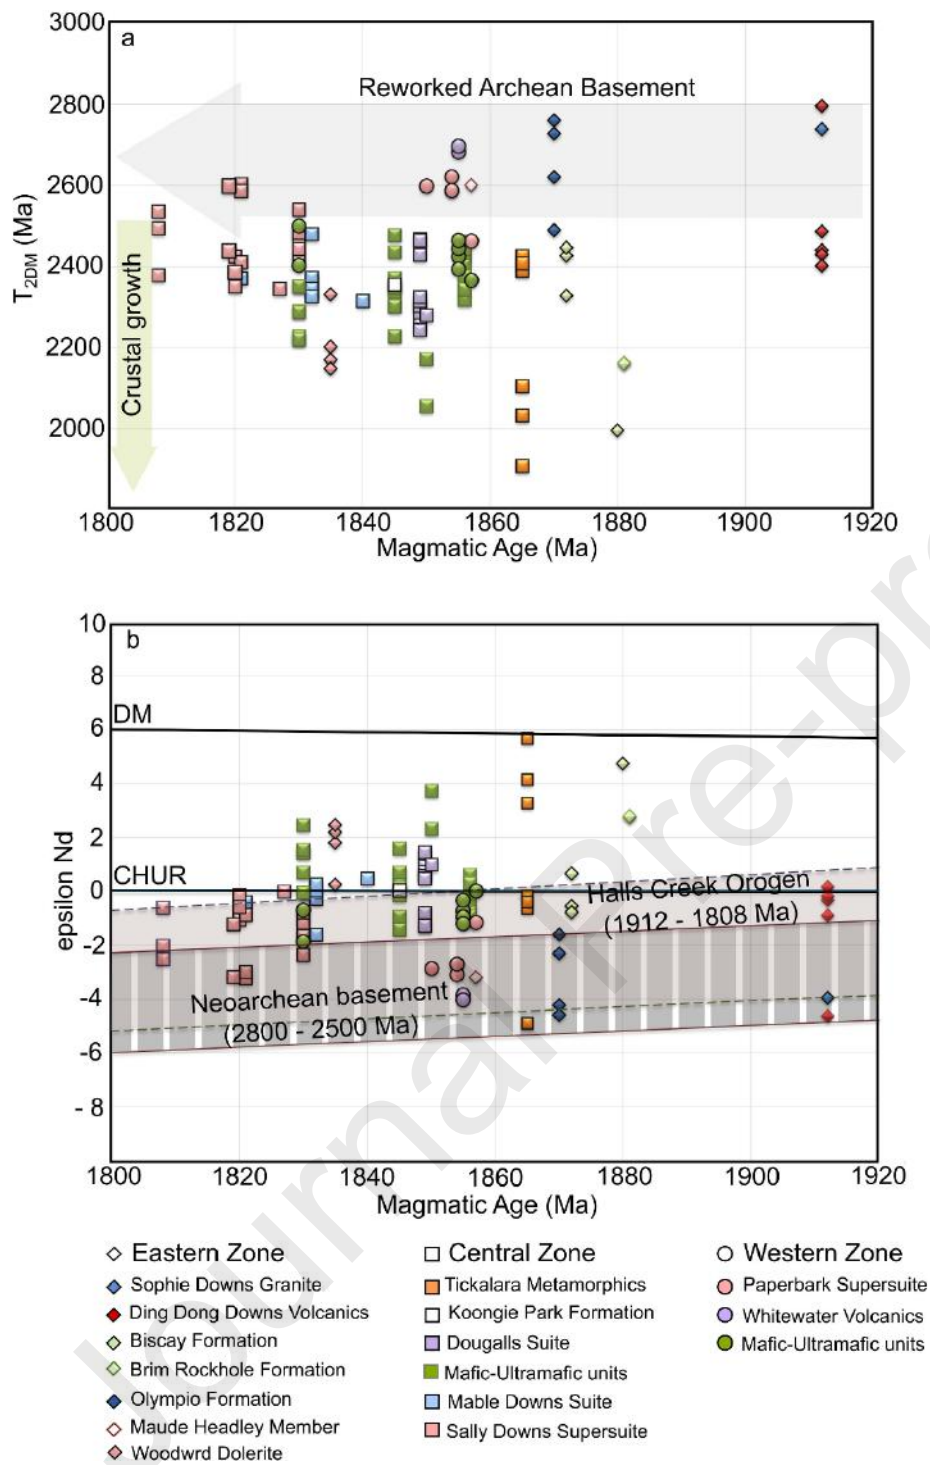 3000
a
Reworked Archean Basement
2800
2600
2400
2200
2000
T2DM (Ma)
Crustal growth
1800 1820 1840 1860 1880 1900 1920
Magmatic Age (Ma)
10
b
8
DM
6
4
2
CHUR
0
-2
-4
-6
- 8
epsilon Nd
Halls Creek Orogen
(1912 - 1808 Ma)
Neoarchean basement
(2800 - 2500 Ma)
1800 1820 1840 1860 1880 1900 1920
Magmatic Age (Ma)
Eastern Zone
Sophie Downs Granite
Ding Dong Downs Volcanics
Biscay Formation
Brim Rockhole Formation
Olympio Formation
Maude Headley Member
Woodwrd Dolerite
Central Zone
Tickalara Metamorphics
Koongie Park Formation
Dougalls Suite
Mafic-Ultramafic units
Mable Downs Suite
Sally Downs Supersuite
Western Zone
Paperbark Supersuite
Whitewater Volcanics
Mafic-Ultramafic units
Journal Pre-pr